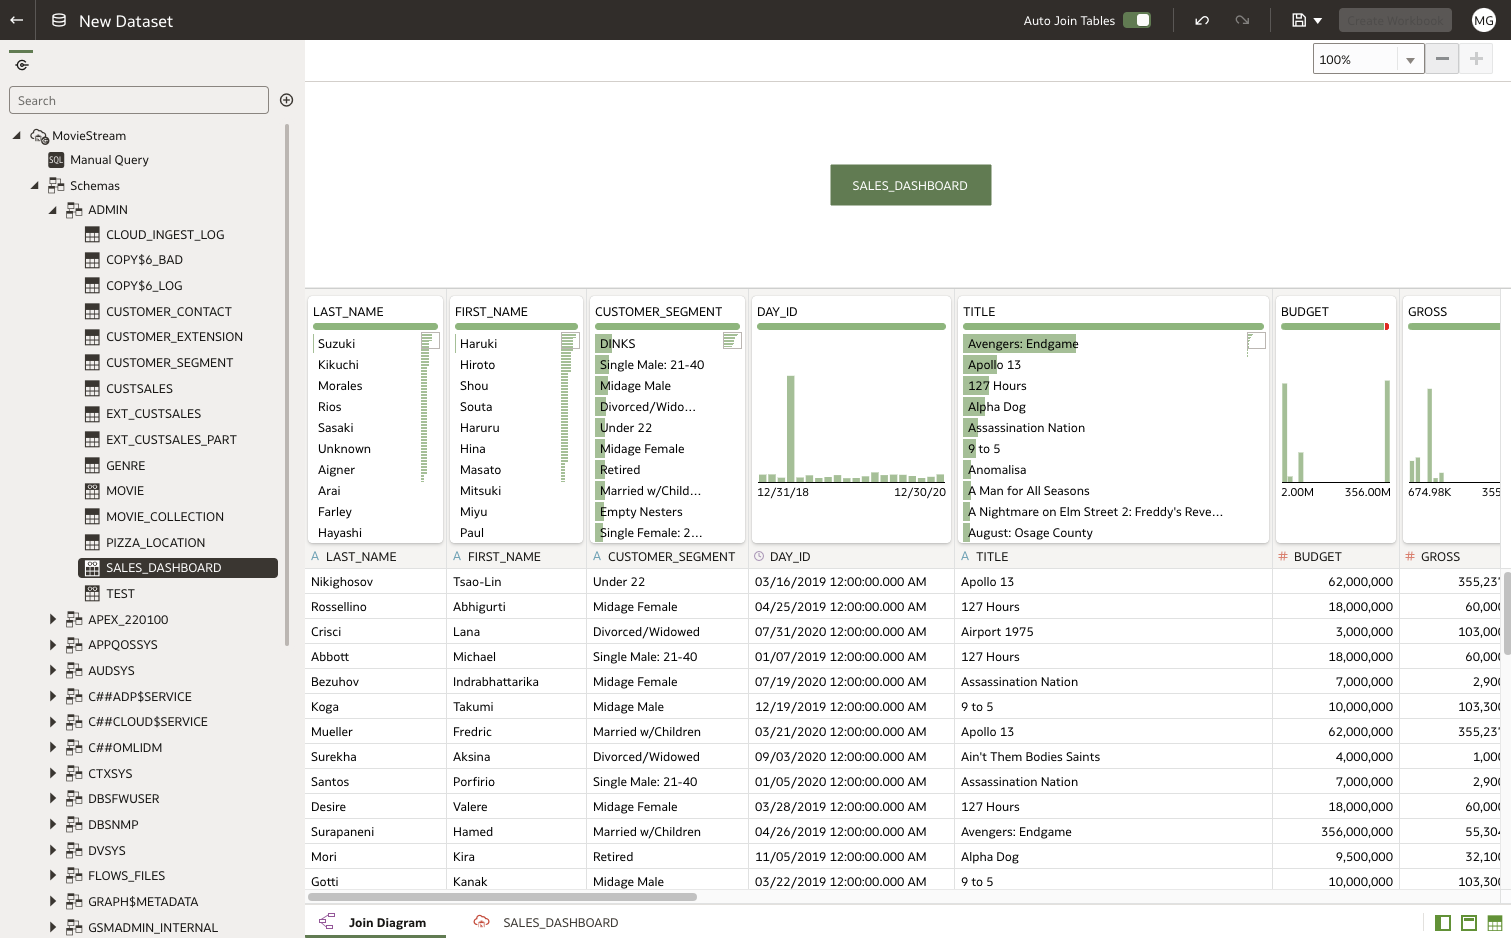 New Dataset
Auto Join Tables
Create Workbook
MG
100%
Search
MovieStream
SQL Manual Query
Schemas
ADMIN
CLOUD_INGEST_LOG
COPY$6_BAD
COPY$6_LOG
CUSTOMER_CONTACT
CUSTOMER_EXTENSION
CUSTOMER_SEGMENT
CUSTSALES
EXT_CUSTSALES
EXT_CUSTSALES_PART
GENRE
MOVIE
MOVIE_COLLECTION
PIZZA_LOCATION
SALES_DASHBOARD
TEST
APEX_220100
APPQOSSYS
AUDSYS
C##ADP$SERVICE
C##CLOUD$SERVICE
C##OMLIDM
CTXSYS
DBSFWUSER
DBSNMP
DVSYS
FLOWS_FILES
GRAPH$METADATA
GSMADMIN_INTERNAL
SALES_DASHBOARD
LAST_NAME
Suzuki
Kikuchi
Morales
Rios
Sasaki
Unknown
Aigner
Arai
Farley
Hayashi
FIRST_NAME
Haruki
Hiroto
Shou
Souta
Haruru
Hina
Masato
Mitsuki
Miyu
Paul
CUSTOMER_SEGMENT
DINKS
Single Male: 21-40
Midage Male
Divorced/Wido...
Under 22
Midage Female
Retired
Married w/Child...
Empty Nesters
Single Female: 2...
DAY_ID
12/31/18 12/30/20
TITLE
Avengers: Endgame
Apollo 13
127 Hours
Alpha Dog
Assassination Nation
9 to 5
Anomalisa
A Man for All Seasons
A Nightmare on Elm Street 2: Freddy's Reve...
August: Osage County
BUDGET
2.00M 356.00M
GROSS
674.98K 355
A LAST_NAME A FIRST_NAME A CUSTOMER_SEGMENT DAY_ID A TITLE # BUDGET # GROSS
Nikighosov Tsao-Lin Under 22 03/16/2019 12:00:00.000 AM Apollo 13 62,000,000 355,23
Rossellino Abhigurti Midage Female 04/25/2019 12:00:00.000 AM 127 Hours 18,000,000 60,00
Crisci Lana Divorced/Widowed 07/31/2020 12:00:00.000 AM Airport 1975 3,000,000 103,00
Abbott Michael Single Male: 21-40 01/07/2019 12:00:00.000 AM 127 Hours 18,000,000 60,00
Bezuhov Indrabhattarika Midage Female 07/19/2020 12:00:00.000 AM Assassination Nation 7,000,000 2,90
Koga Takumi Midage Male 12/19/2019 12:00:00.000 AM 9 to 5 10,000,000 103,30
Mueller Fredric Married w/Children 03/21/2020 12:00:00.000 AM Apollo 13 62,000,000 355,23
Surekha Aksina Divorced/Widowed 09/03/2020 12:00:00.000 AM Ain't Them Bodies Saints 4,000,000 1,00
Santos Porfirio Single Male: 21-40 01/05/2020 12:00:00.000 AM Assassination Nation 7,000,000 2,90
Desire Valere Midage Female 03/28/2019 12:00:00.000 AM 127 Hours 18,000,000 60,00
Surapaneni Hamed Married w/Children 04/26/2019 12:00:00.000 AM Avengers: Endgame 356,000,000 55,30
Mori Kira Retired 11/05/2019 12:00:00.000 AM Alpha Dog 9,500,000 32,10
Gotti Kanak Midage Male 03/22/2019 12:00:00.000 AM 9 to 5 10,000,000 103,30
Join Diagram SALES_DASHBOARD